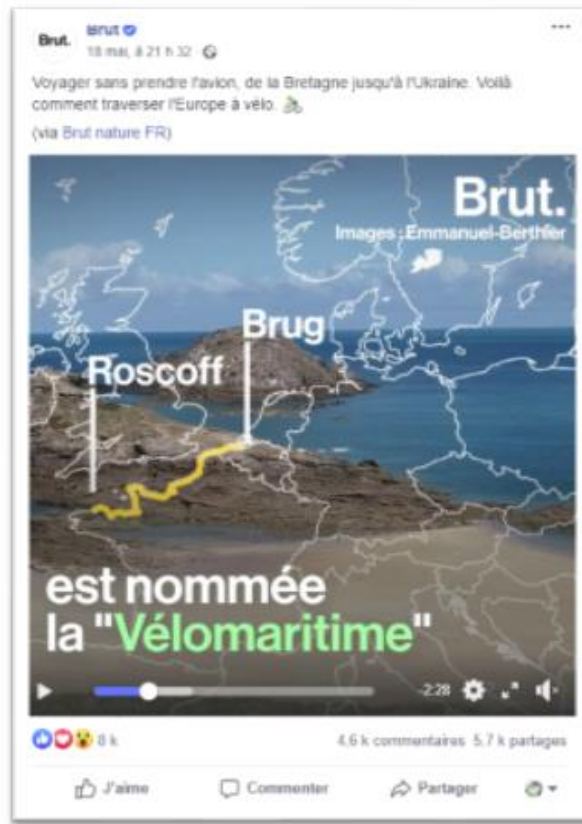 Brut.
Brut
18 mai, à 21 h 32
Voyager sans prendre l'avion, de la Bretagne jusqu'à l'Ukraine. Voilà
comment traverser l'Europe à vélo.
(via Brut nature FR)
Brut.
Images : Emmanuel-Berthier
Brug
Roscoff
est nommée
la "Vélomaritime"
-2:28
8 k
4,6 k commentaires 5,7 k partages
J'aime
Commenter
Partager